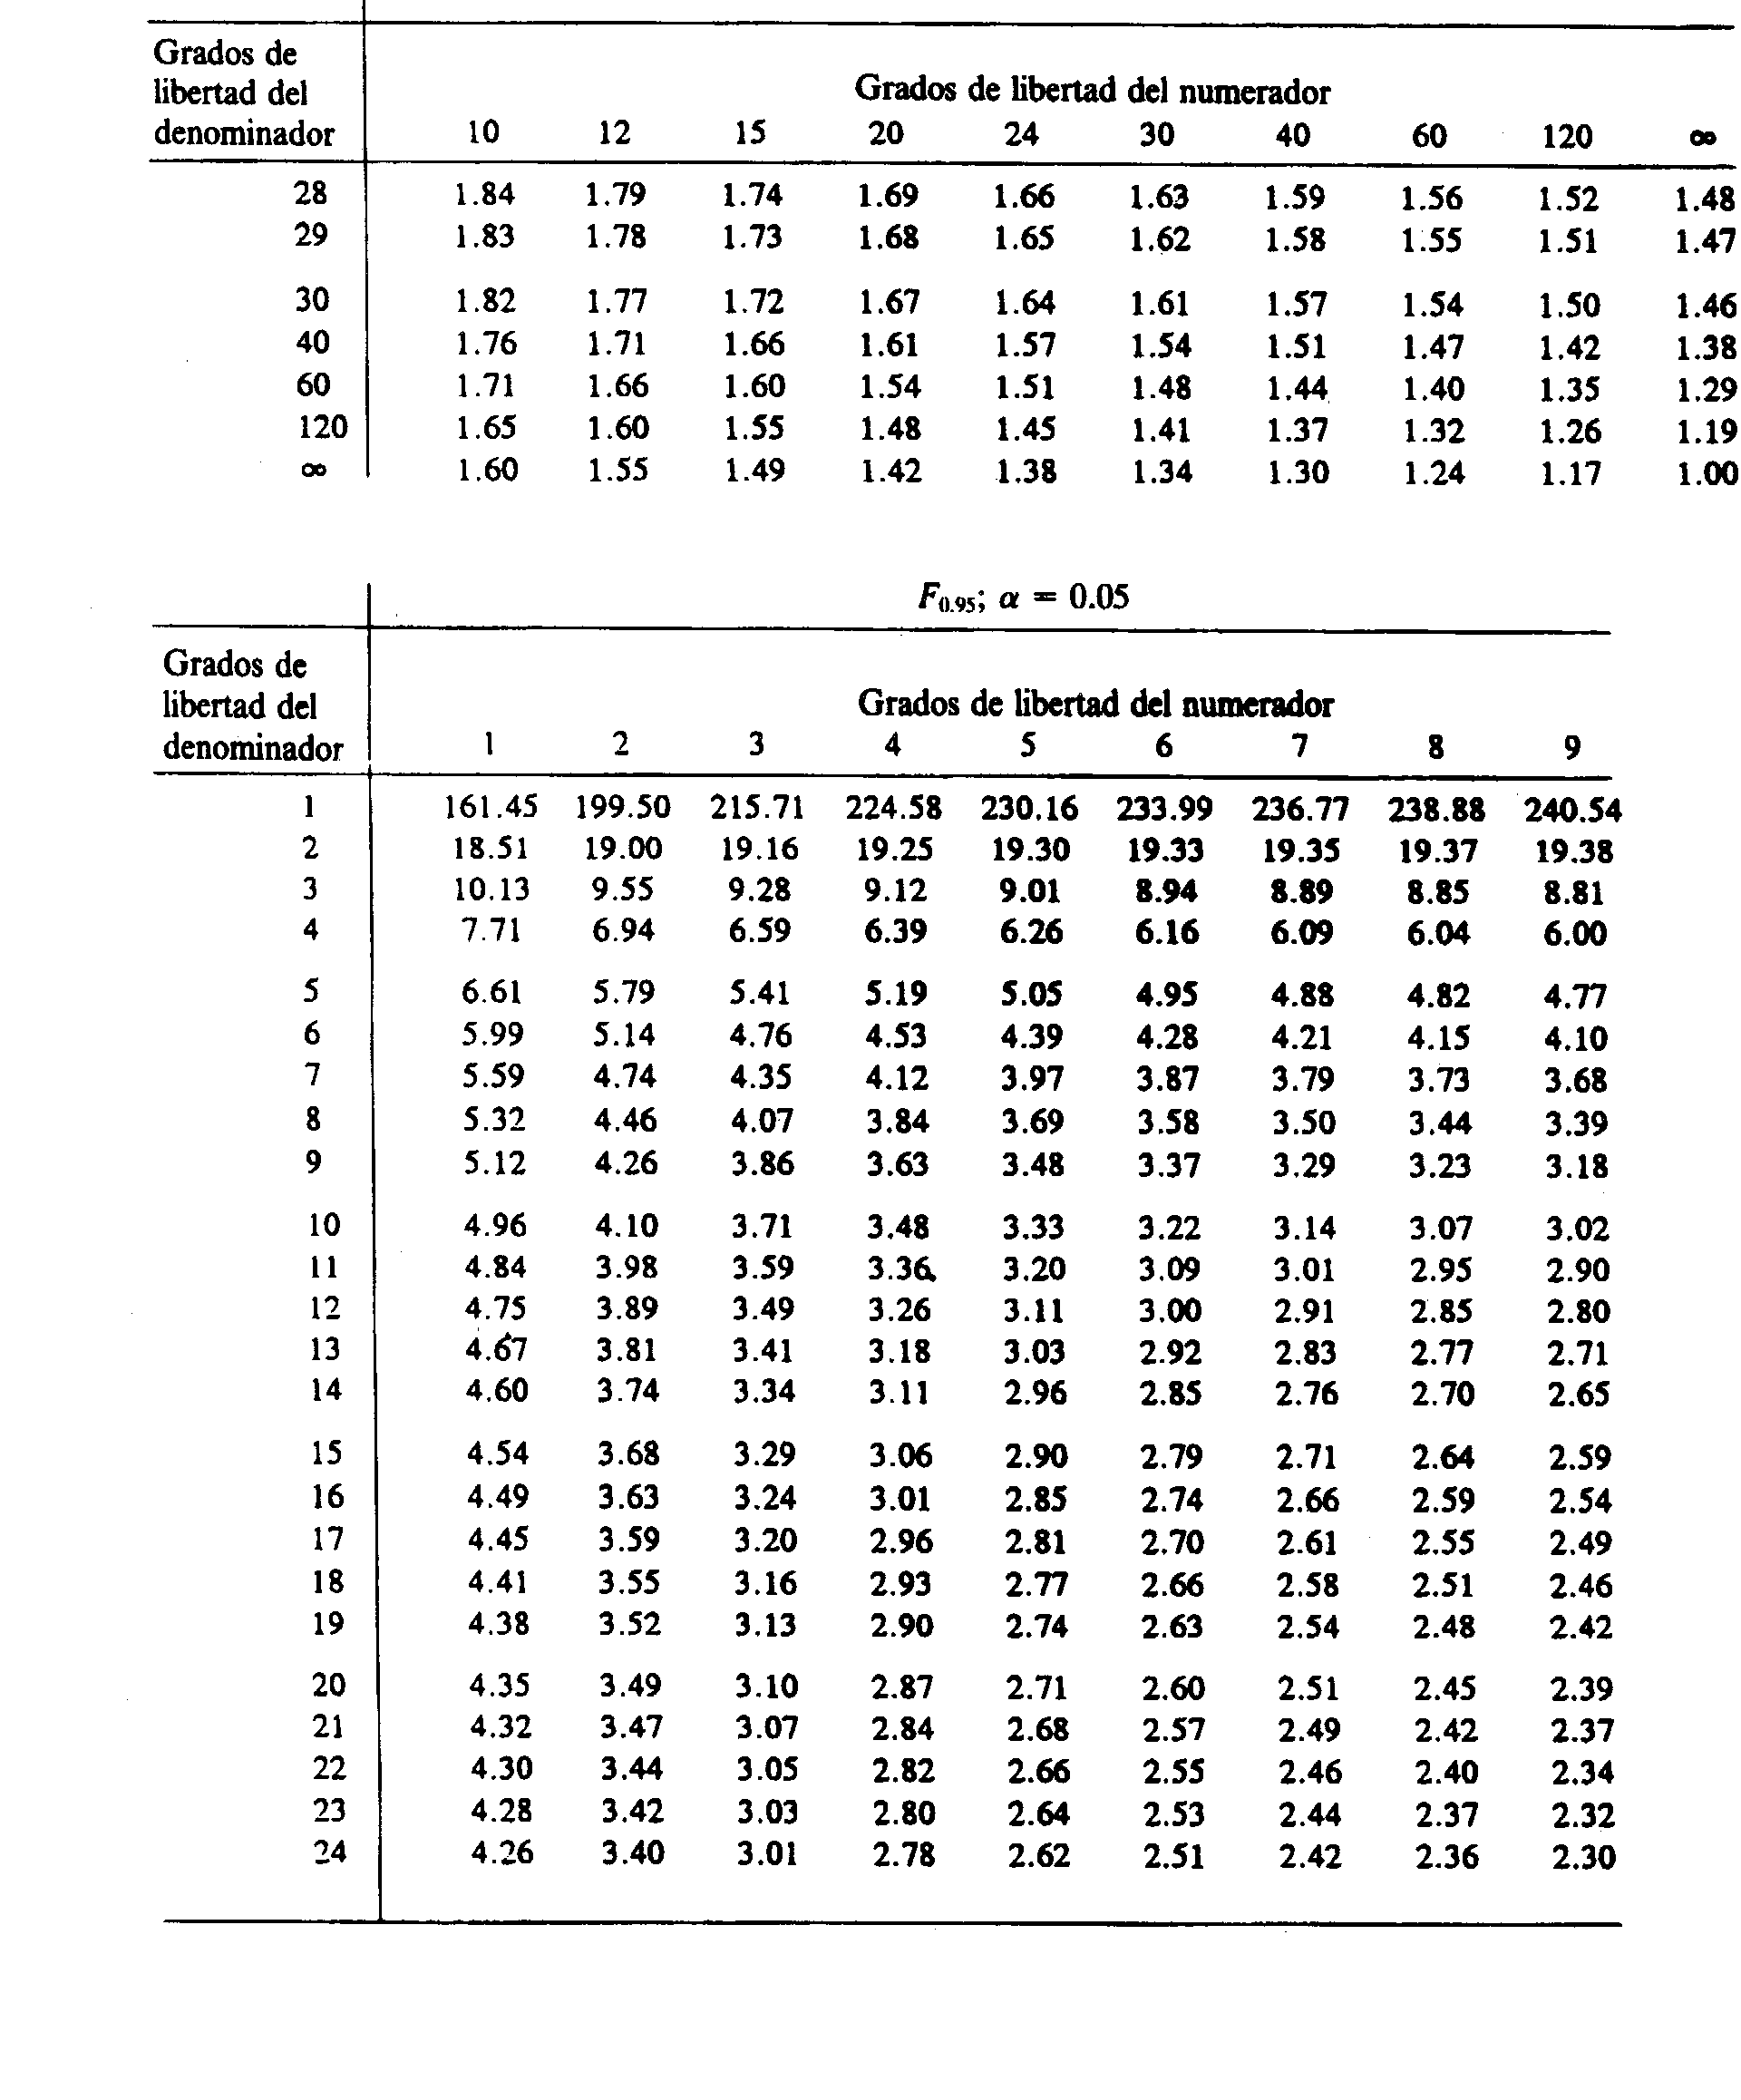 Grados de
libertad del
denominador
Grados de libertad del numerador
10 12 15 20 24 30 40 60 120 ∞
28 1.84 1.79 1.74 1.69 1.66 1.63 1.59 1.56 1.52 1.48
29 1.83 1.78 1.73 1.68 1.65 1.62 1.58 1.55 1.51 1.47
30 1.82 1.77 1.72 1.67 1.64 1.61 1.57 1.54 1.50 1.46
40 1.76 1.71 1.66 1.61 1.57 1.54 1.51 1.47 1.42 1.38
60 1.71 1.66 1.60 1.54 1.51 1.48 1.44 1.40 1.35 1.29
120 1.65 1.60 1.55 1.48 1.45 1.41 1.37 1.32 1.26 1.19
∞ 1.60 1.55 1.49 1.42 1.38 1.34 1.30 1.24 1.17 1.00
F0.95; α = 0.05
Grados de
libertad del
denominador
Grados de libertad del numerador
1 2 3 4 5 6 7 8 9
1 161.45 199.50 215.71 224.58 230.16 233.99 236.77 238.88 240.54
2 18.51 19.00 19.16 19.25 19.30 19.33 19.35 19.37 19.38
3 10.13 9.55 9.28 9.12 9.01 8.94 8.89 8.85 8.81
4 7.71 6.94 6.59 6.39 6.26 6.16 6.09 6.04 6.00
5 6.61 5.79 5.41 5.19 5.05 4.95 4.88 4.82 4.77
6 5.99 5.14 4.76 4.53 4.39 4.28 4.21 4.15 4.10
7 5.59 4.74 4.35 4.12 3.97 3.87 3.79 3.73 3.68
8 5.32 4.46 4.07 3.84 3.69 3.58 3.50 3.44 3.39
9 5.12 4.26 3.86 3.63 3.48 3.37 3.29 3.23 3.18
10 4.96 4.10 3.71 3.48 3.33 3.22 3.14 3.07 3.02
11 4.84 3.98 3.59 3.36 3.20 3.09 3.01 2.95 2.90
12 4.75 3.89 3.49 3.26 3.11 3.00 2.91 2.85 2.80
13 4.67 3.81 3.41 3.18 3.03 2.92 2.83 2.77 2.71
14 4.60 3.74 3.34 3.11 2.96 2.85 2.76 2.70 2.65
15 4.54 3.68 3.29 3.06 2.90 2.79 2.71 2.64 2.59
16 4.49 3.63 3.24 3.01 2.85 2.74 2.66 2.59 2.54
17 4.45 3.59 3.20 2.96 2.81 2.70 2.61 2.55 2.49
18 4.41 3.55 3.16 2.93 2.77 2.66 2.58 2.51 2.46
19 4.38 3.52 3.13 2.90 2.74 2.63 2.54 2.48 2.42
20 4.35 3.49 3.10 2.87 2.71 2.60 2.51 2.45 2.39
21 4.32 3.47 3.07 2.84 2.68 2.57 2.49 2.42 2.37
22 4.30 3.44 3.05 2.82 2.66 2.55 2.46 2.40 2.34
23 4.28 3.42 3.03 2.80 2.64 2.53 2.44 2.37 2.32
24 4.26 3.40 3.01 2.78 2.62 2.51 2.42 2.36 2.30